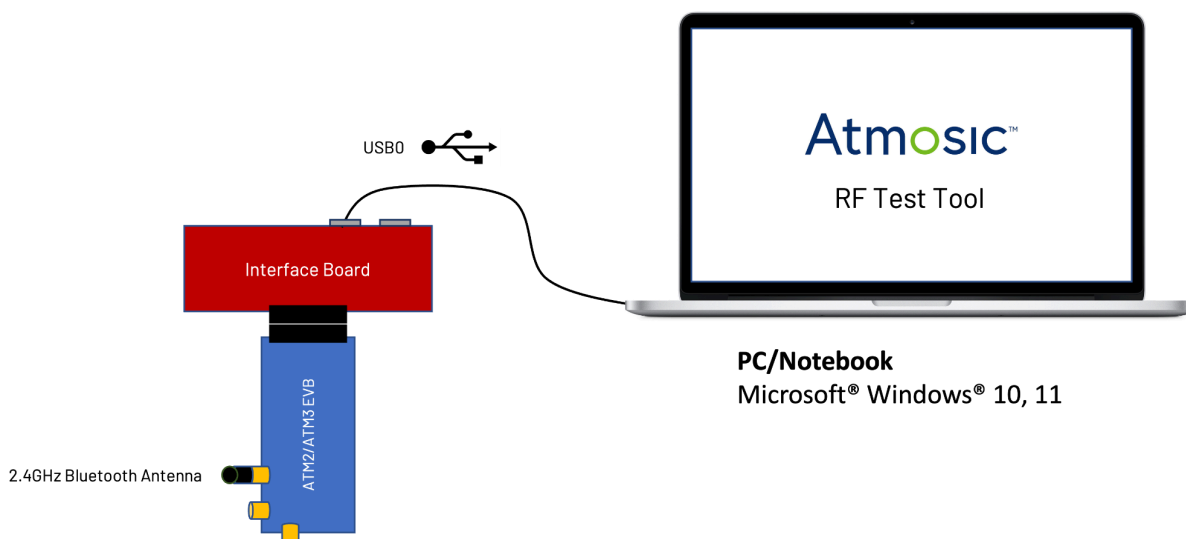 USB0
Atmosic™
RF Test Tool
Interface Board
ATM2/ATM3 EVB
2.4GHz Bluetooth Antenna
PC/Notebook
Microsoft® Windows® 10, 11